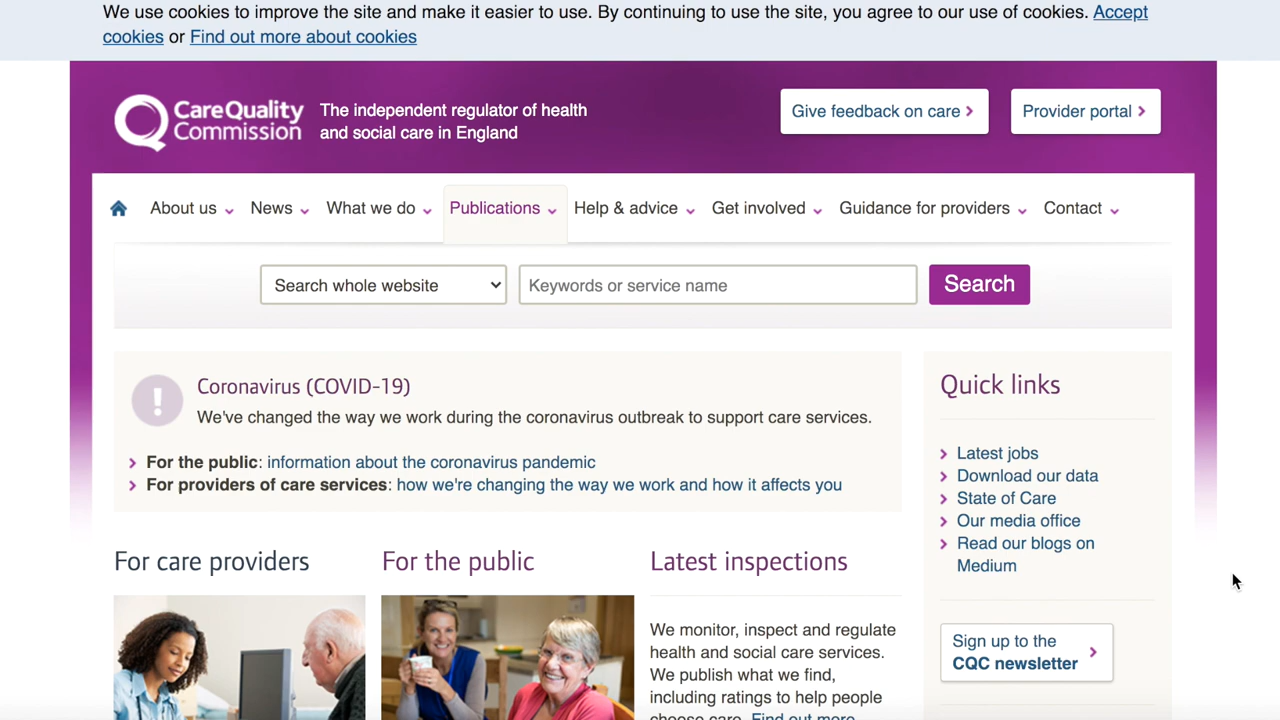 We use cookies to improve the site and make it easier to use. By continuing to use the site, you agree to our use of cookies. Accept
cookies or Find out more about cookies
CareQuality
Commission
The independent regulator of health
and social care in England
Give feedback on care
Provider portal
About us
News
What we do
Publications
Help & advice
Get involved
Guidance for providers
Contact
Search whole website
Keywords or service name
Search
Coronavirus (COVID-19)
We've changed the way we work during the coronavirus outbreak to support care services.
For the public: information about the coronavirus pandemic
For providers of care services: how we're changing the way we work and how it affects you
Quick links
Latest jobs
Download our data
State of Care
Our media office
Read our blogs on
Medium
Sign up to the
CQC newsletter
For care providers
For the public
Latest inspections
We monitor, inspect and regulate
health and social care services.
We publish what we find,
including ratings to help people
choose care. Find out more